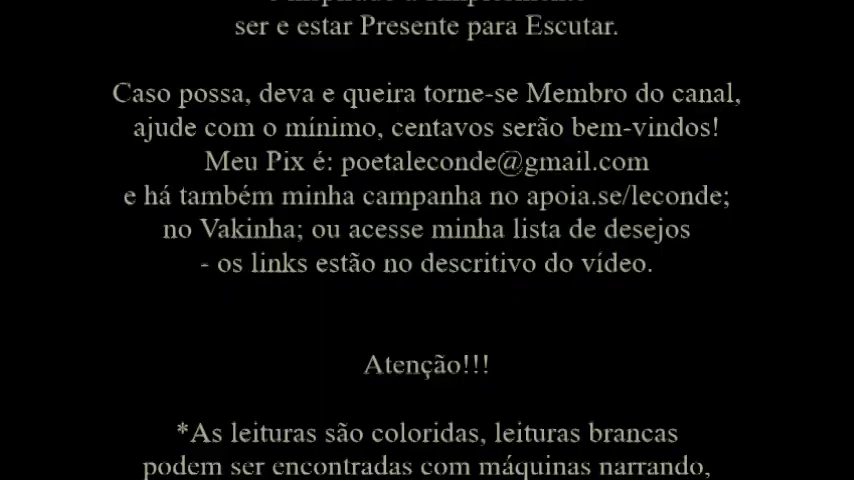 ser e estar Presente para Escutar.
Caso possa, deva e queira torne-se Membro do canal,
ajude com o mínimo, centavos serão bem-vindos!
Meu Pix é: poetaleconde@gmail.com
e há também minha campanha no apoia.se/leconde;
no Vakinha; ou acesse minha lista de desejos
- os links estão no descritivo do vídeo.
Atenção!!!
*As leituras são coloridas, leituras brancas
podem ser encontradas com máquinas narrando,